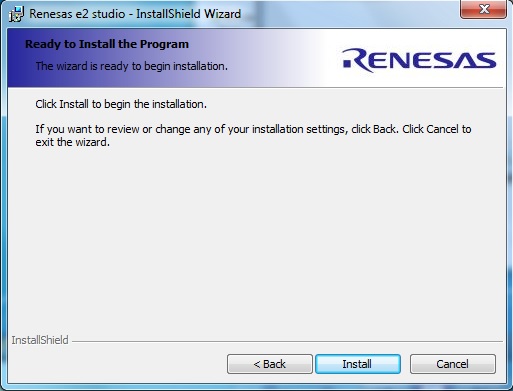 Renesas e2 studio - InstallShield Wizard
Ready to Install the Program
The wizard is ready to begin installation.
RENESAS
Click Install to begin the installation.
If you want to review or change any of your installation settings, click Back. Click Cancel to
exit the wizard.
InstallShield
< Back
Install
Cancel